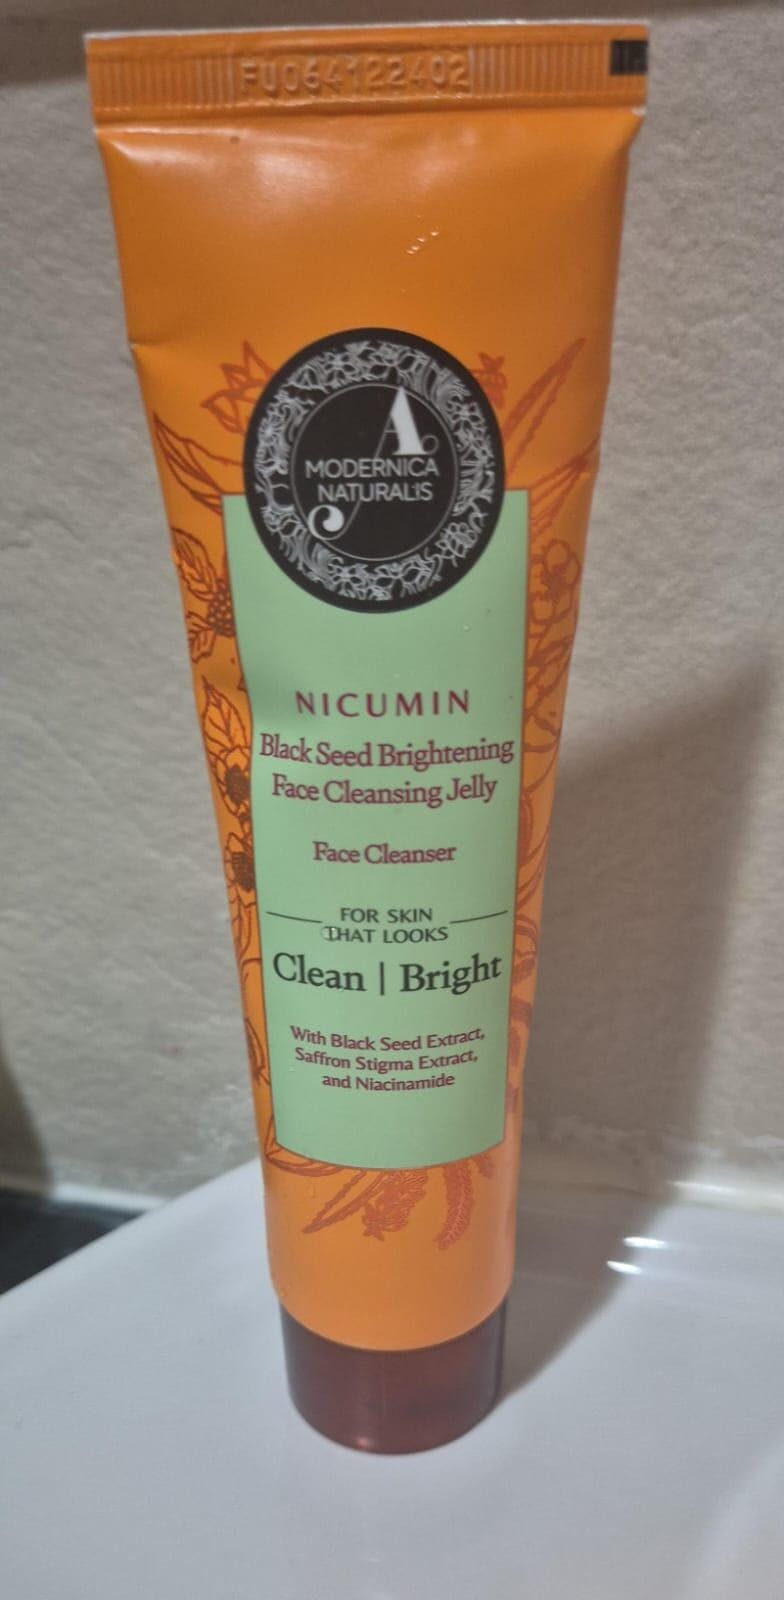 FU064122402
A
MODERNICA
NATURALIS
NICUMIN
Black Seed Brightening
Face Cleansing Jelly
Face Cleanser
FOR SKIN
THAT LOOKS
Clean | Bright
With Black Seed Extract,
Saffron Stigma Extract,
and Niacinamide